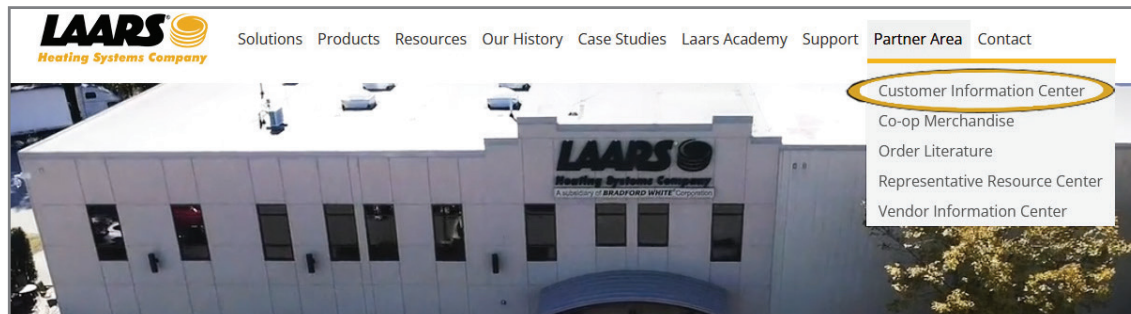 LAARS
Heating Systems Company
Solutions Products Resources Our History Case Studies Laars Academy Support Partner Area Contact
Customer Information Center
Co-op Merchandise
Order Literature
Representative Resource Center
Vendor Information Center
LAARS
Heating Systems Company
A subsidiary of BRADFORD WHITE Corporation